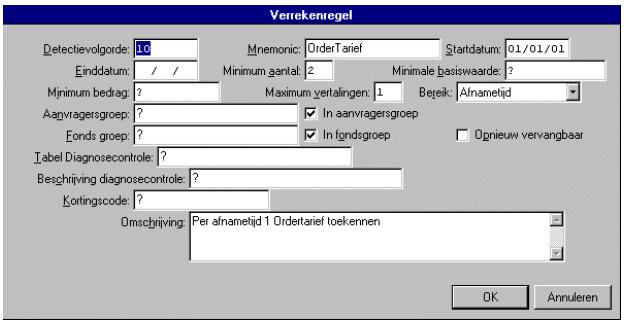 Verrekenregel
Detectievolgorde: 10 Mnemonic: OrderTarief Startdatum: 01/01/01
Einddatum: / / Minimum aantal: 2 Minimale basiswaarde: ?
Minimum bedrag: ? Maximum vertalingen: 1 Bereik: Afnametijd
Aanvragersgroep: ? In aanvragersgroep
Fonds groep: ? In fondsgroep Opnieuw vervangbaar
Tabel Diagnosecontrole: ?
Beschrijving diagnosecontrole: ?
Kortingscode: ?
Omschrijving: Per afnametijd 1 Ordertarief toekennen
OK Annuleren